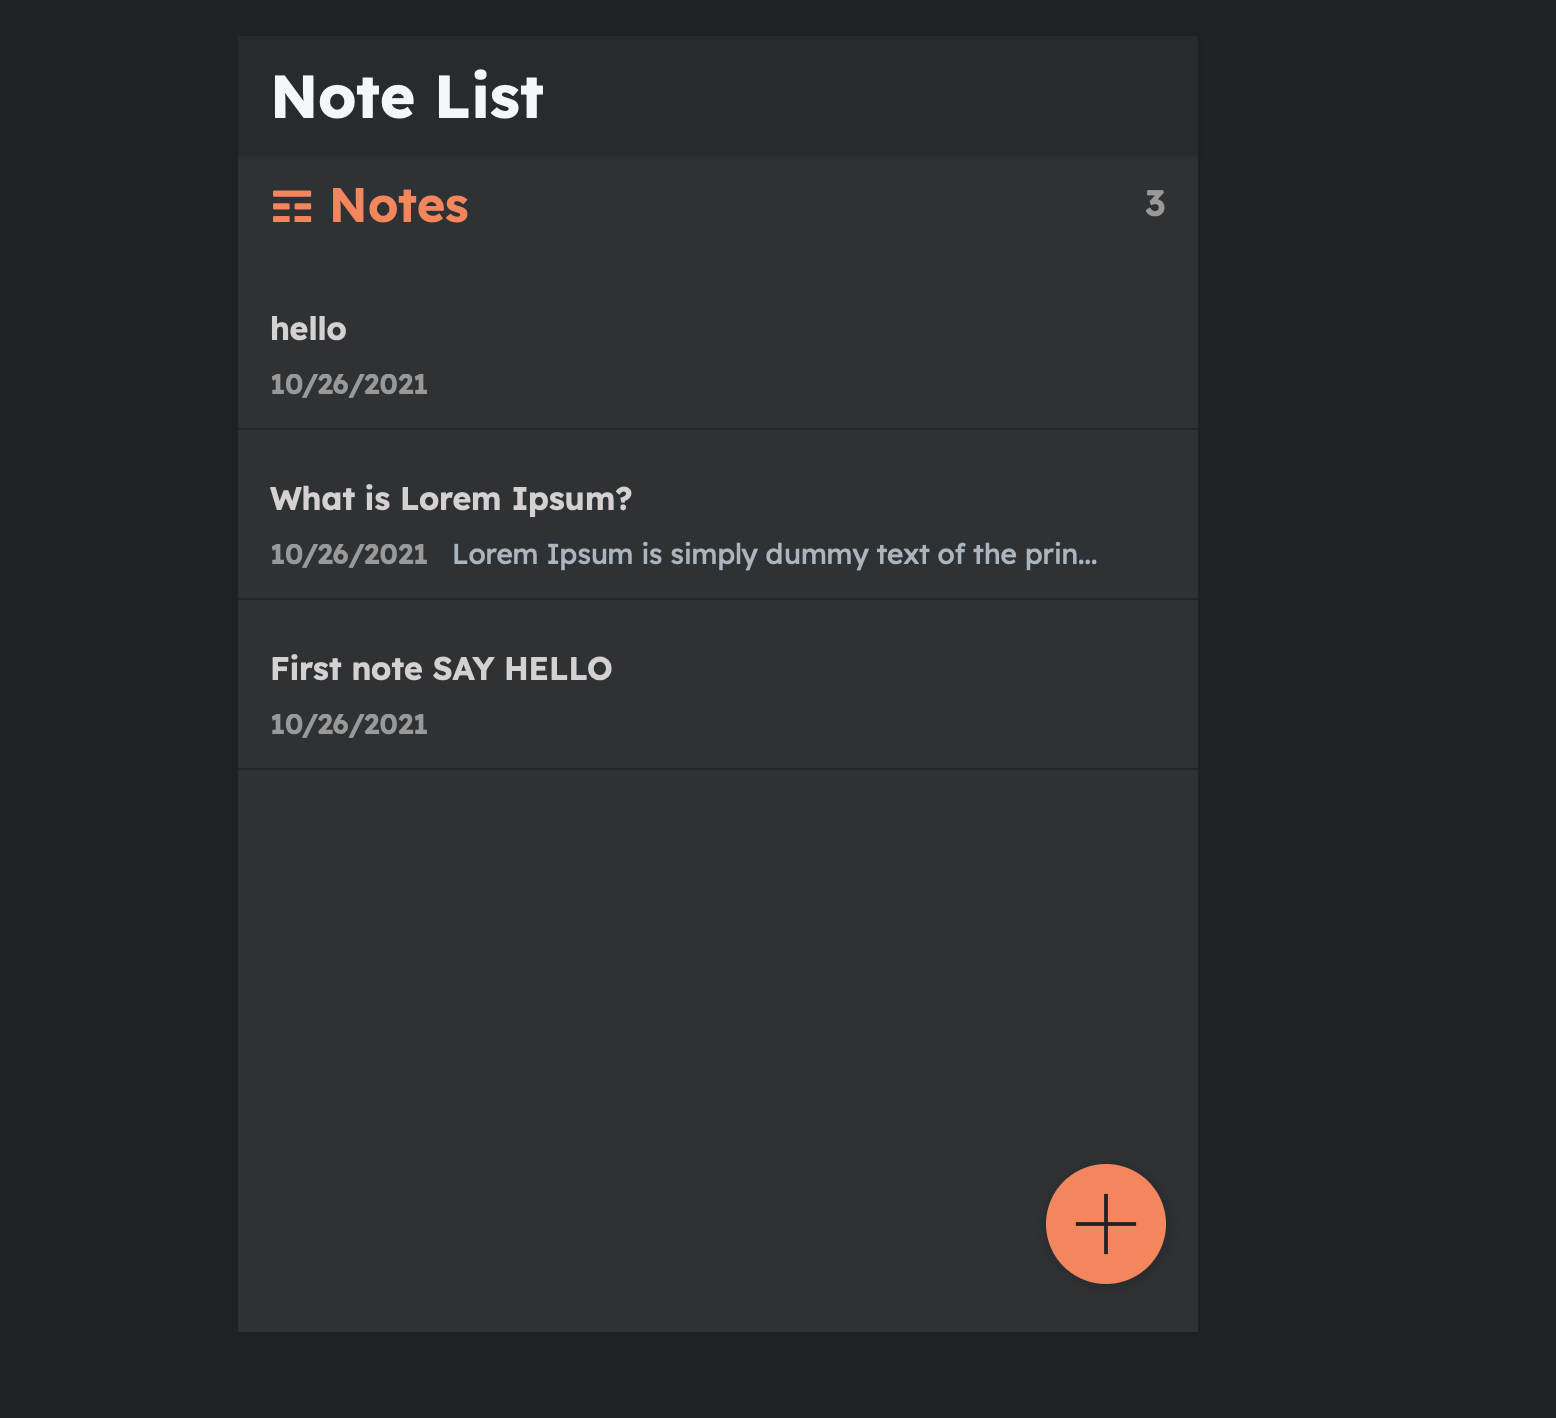 Note List
Notes 3
hello
10/26/2021
What is Lorem Ipsum?
10/26/2021 Lorem Ipsum is simply dummy text of the prin...
First note SAY HELLO
10/26/2021